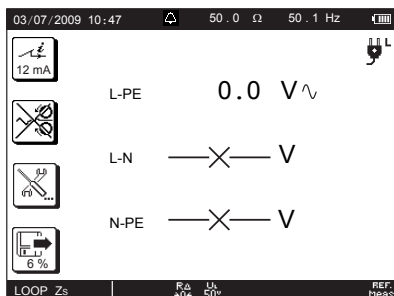 03/07/2009 10:47 50.0 Ω 50.1 Hz
L
12 mA
L-PE 0.0 V
L-N V
N-PE V
6 %
LOOP Zs
REF.
Meas